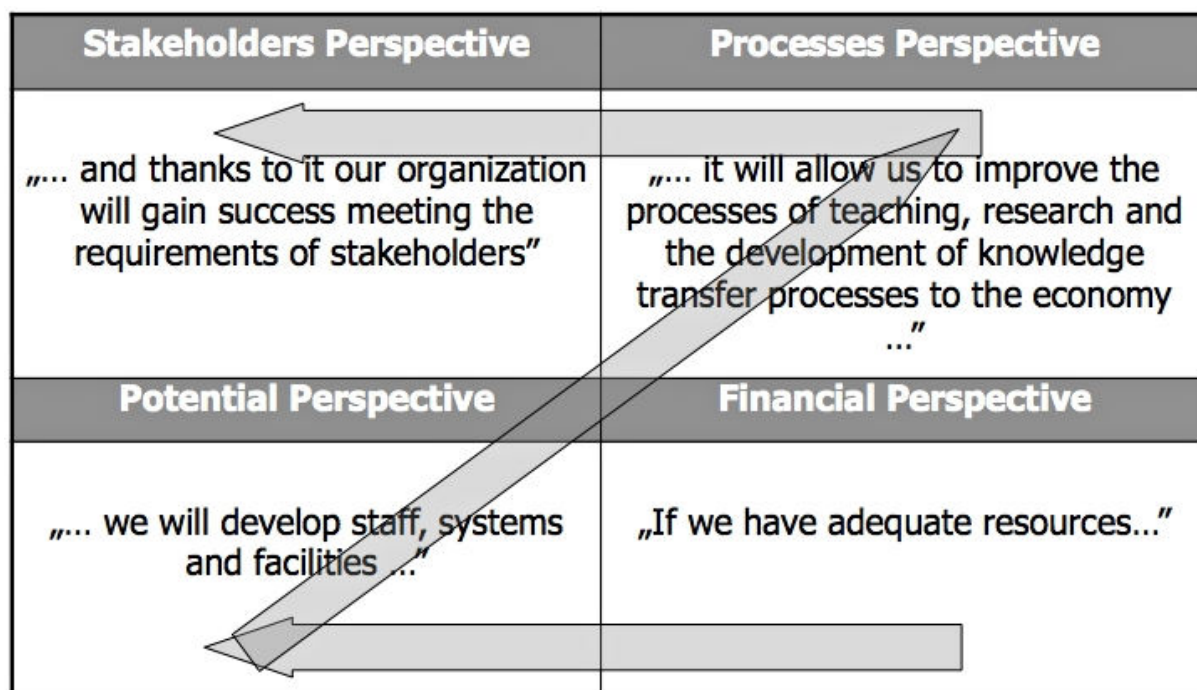 Stakeholders Perspective
Processes Perspective
„... and thanks to it our organization
will gain success meeting the
requirements of stakeholders”
„... it will allow us to improve the
processes of teaching, research and
the development of knowledge
transfer processes to the economy
...”
Potential Perspective
Financial Perspective
„... we will develop staff, systems
and facilities ...”
„If we have adequate resources...”